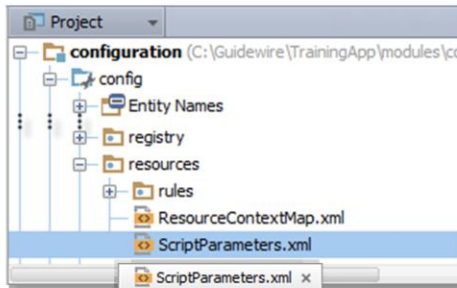 Project
configuration (C:\Guidewire\TrainingApp\modules\co
config
Entity Names
registry
resources
rules
ResourceContextMap.xml
ScriptParameters.xml
ScriptParameters.xml ×